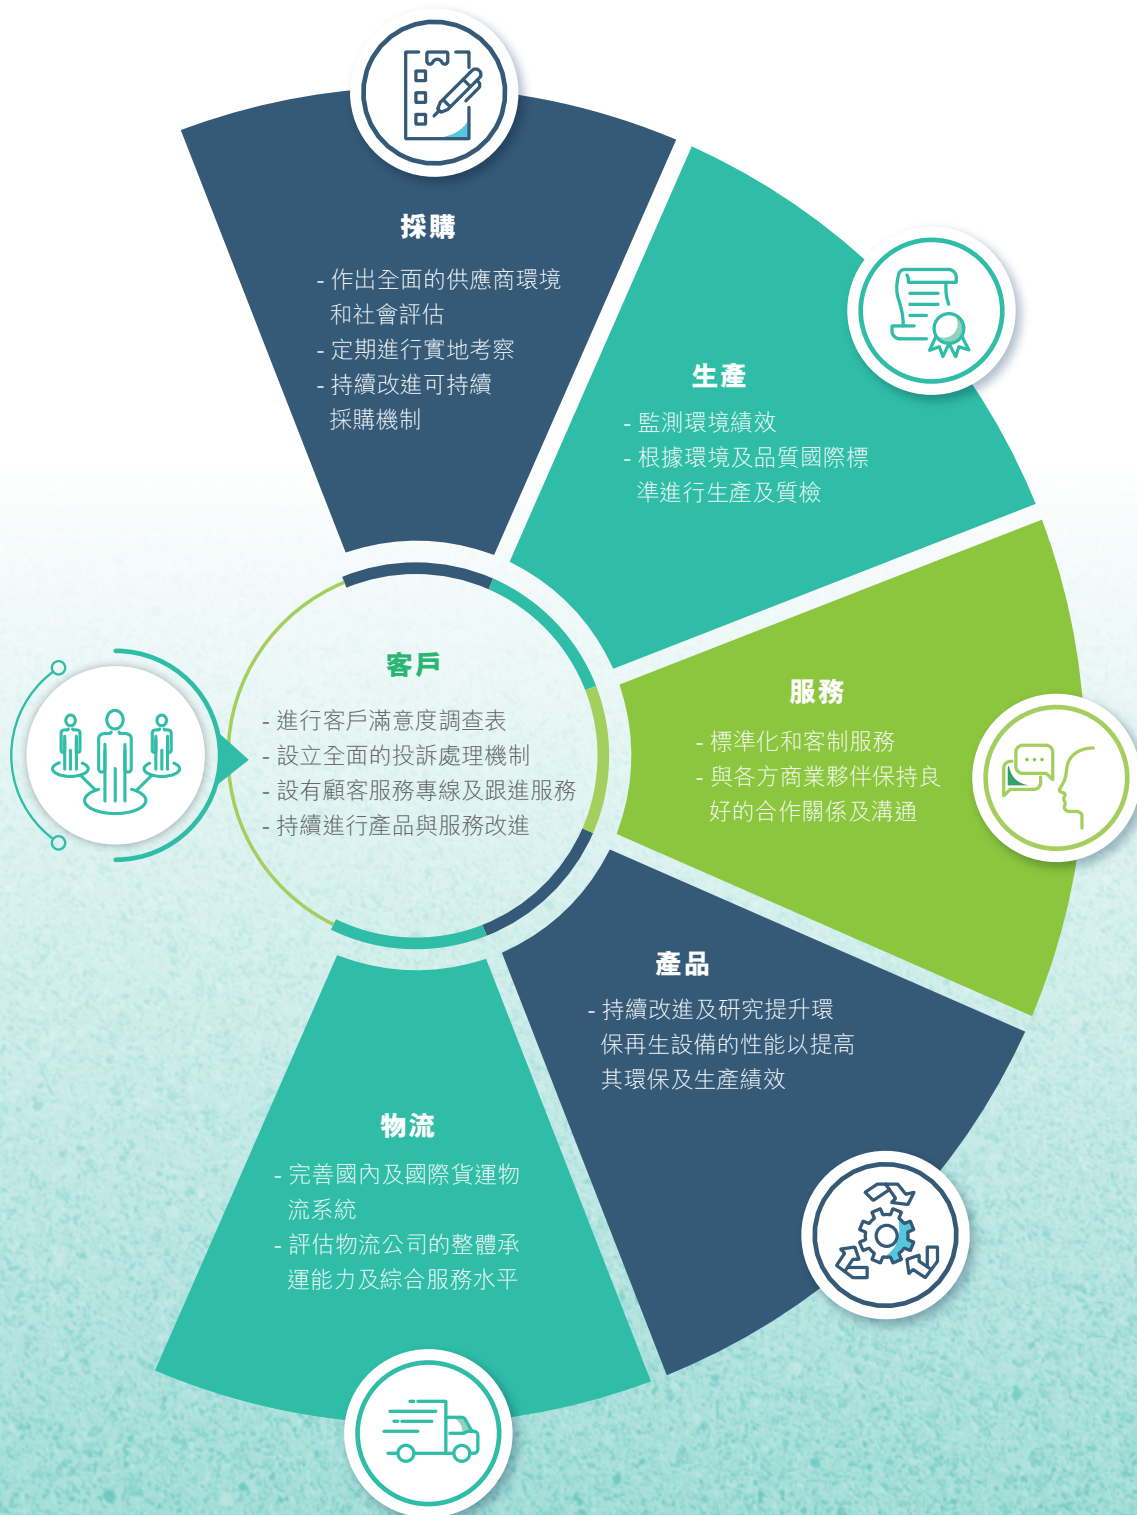 採購
- 作出全面的供應商環境
和社會評估
- 定期進行實地考察
- 持續改進可持續
採購機制
生產
- 監測環境績效
- 根據環境及品質國際標
準進行生產及質檢
服務
- 標準化和客制服務
- 與各方商業夥伴保持良
好的合作關係及溝通
客戶
- 進行客戶滿意度調查表
- 設立全面的投訴處理機制
- 設有顧客服務專線及跟進服務
- 持續進行產品與服務改進
產品
- 持續改進及研究提升環
保再生設備的性能以提高
其環保及生產績效
物流
- 完善國內及國際貨運物
流系統
- 評估物流公司的整體承
運能力及綜合服務水平